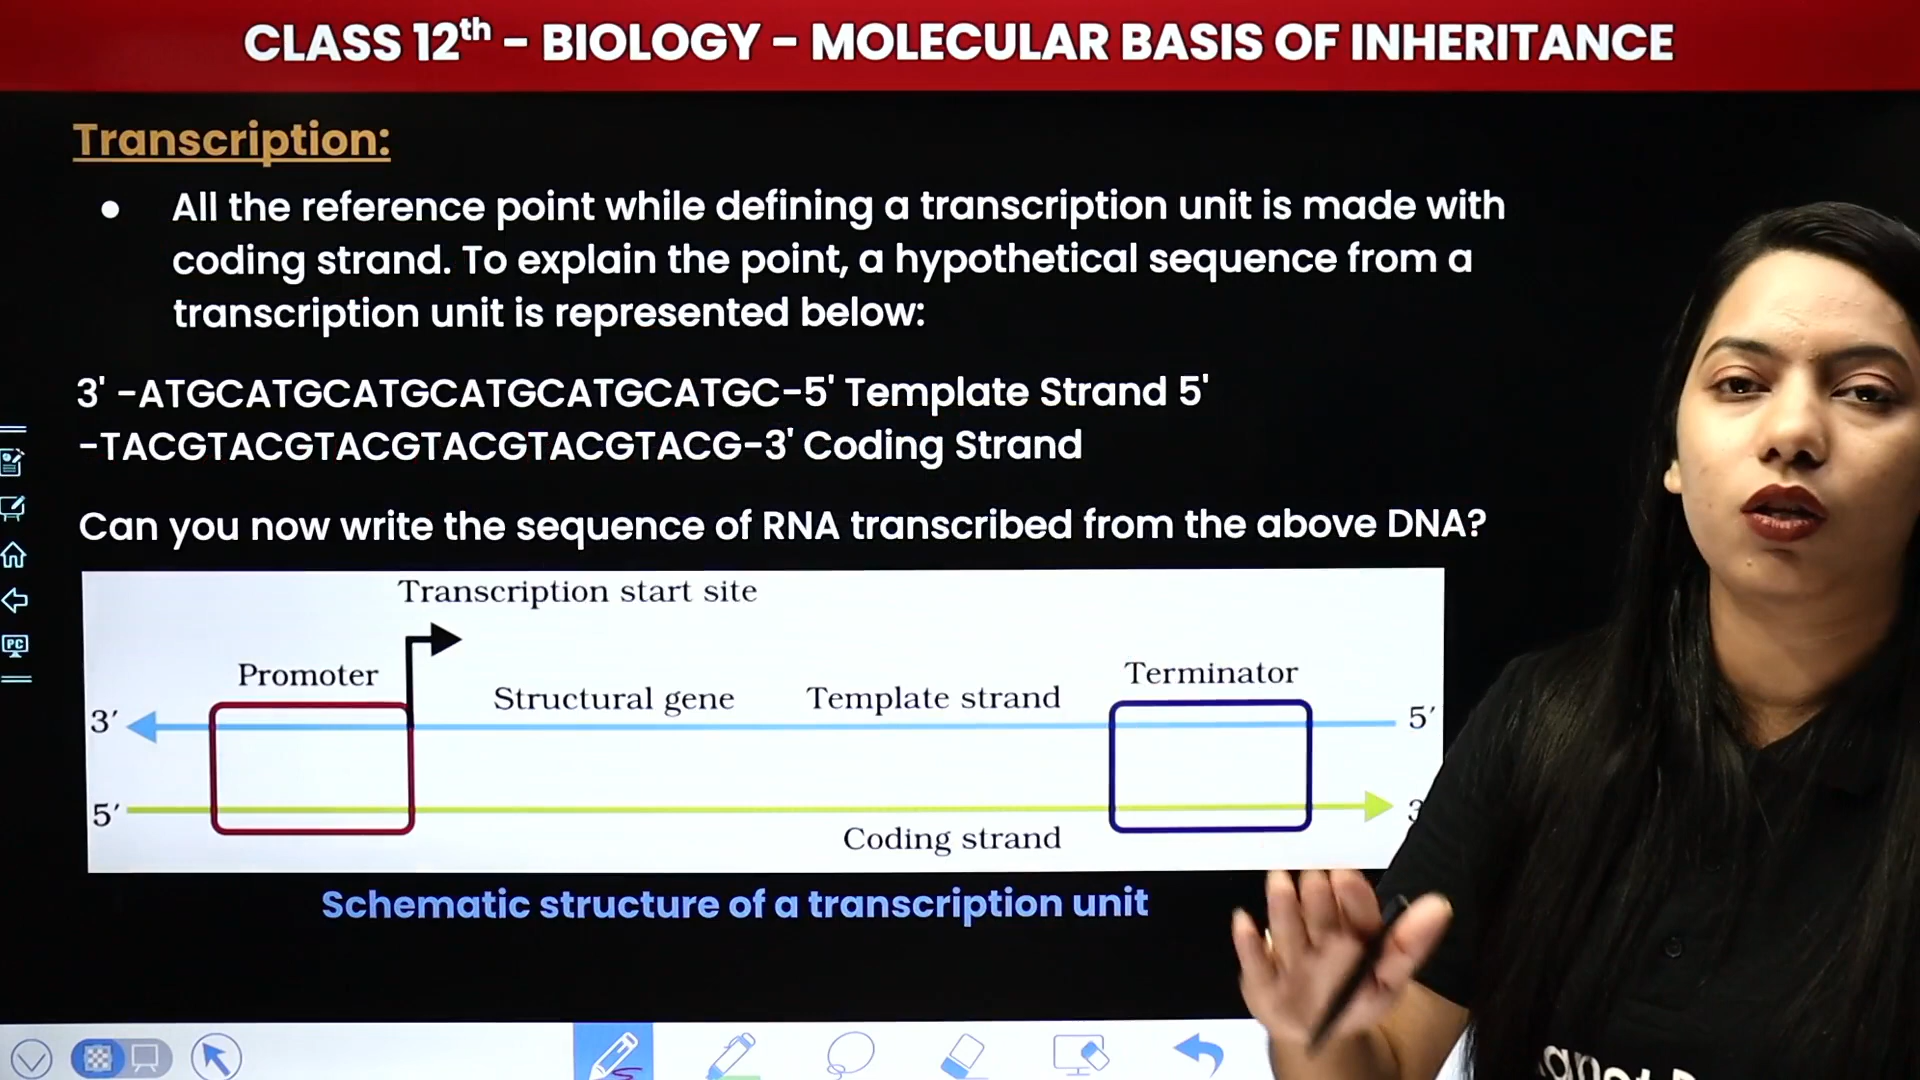 CLASS 12th - BIOLOGY - MOLECULAR BASIS OF INHERITANCE
Transcription:
● All the reference point while defining a transcription unit is made with
coding strand. To explain the point, a hypothetical sequence from a
transcription unit is represented below:
3' -ATGCATGCATGCATGCATGCATGC-5' Template Strand 5'
-TACGTACGTACGTACGTACGTACG-3' Coding Strand
Can you now write the sequence of RNA transcribed from the above DNA?
Transcription start site
Promoter
Terminator
Structural gene
Template strand
3′
5′
5′
3
Coding strand
Schematic structure of a transcription unit
PC